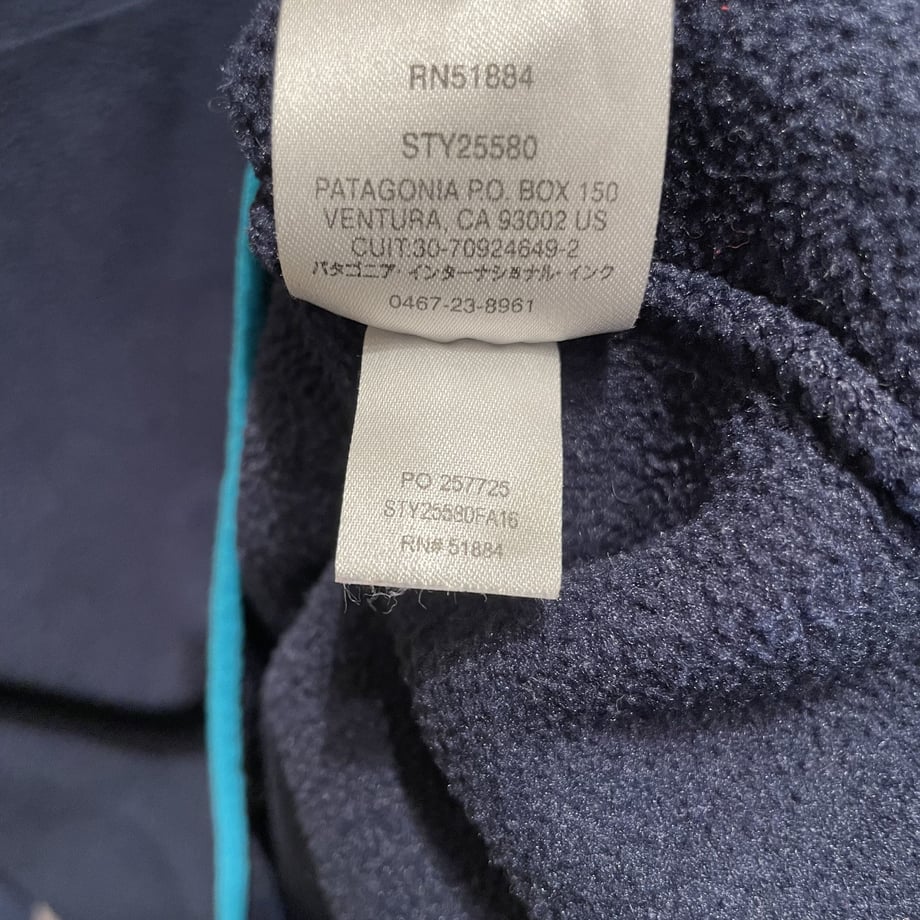 RN51884
STY25580
PATAGONIA P.O. BOX 150
VENTURA, CA 93002 US
CUIT:30-70924649-2
パタゴニア・インターナショナル・インク
0467-23-8961
PO 257725
STY25580FA16
RN# 51884